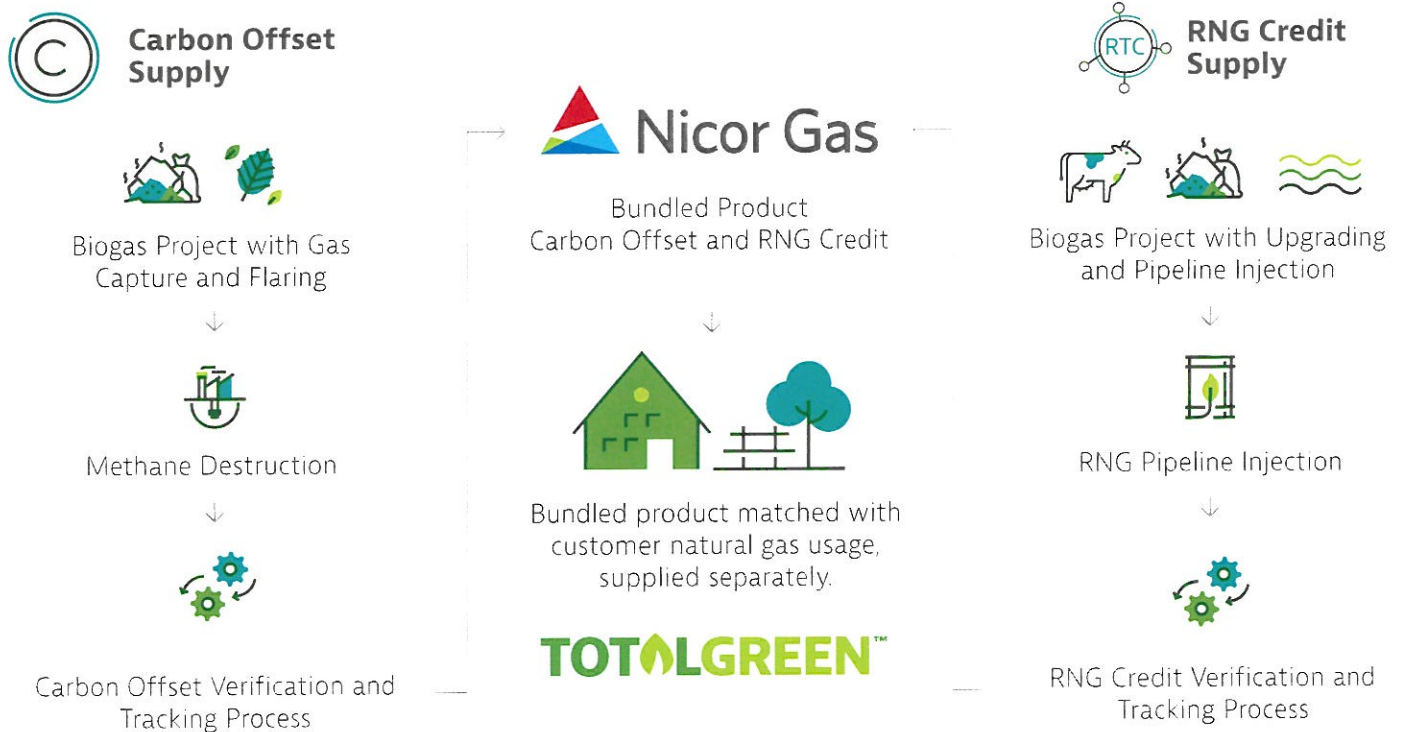 C
Carbon Offset
Supply
Biogas Project with Gas
Capture and Flaring
Methane Destruction
Carbon Offset Verification and
Tracking Process
Nicor Gas
Bundled Product
Carbon Offset and RNG Credit
Bundled product matched with
customer natural gas usage,
supplied separately.
TOTALGREEN™
RTC
RNG Credit
Supply
Biogas Project with Upgrading
and Pipeline Injection
RNG Pipeline Injection
RNG Credit Verification and
Tracking Process